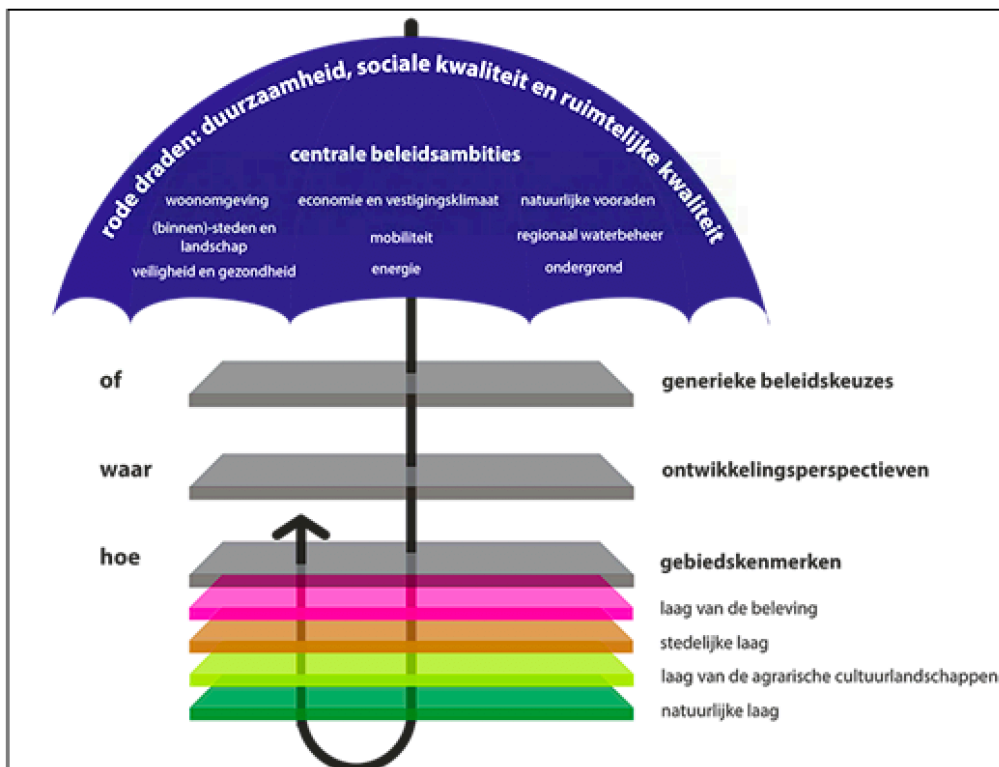 rode draden: duurzaamheid, sociale kwaliteit en ruimtelijke kwaliteit
centrale beleidsambities
woonomgeving
economie en vestigingsklimaat
natuurlijke vooraden
(binnen)-steden en
landschap
mobiliteit
regionaal waterbeheer
veiligheid en gezondheid
energie
ondergrond
of
generieke beleidskeuzes
waar
ontwikkelingsperspectieven
hoe
gebiedskenmerken
laag van de beleving
stedelijke laag
laag van de agrarische cultuurlandschappen
natuurlijke laag